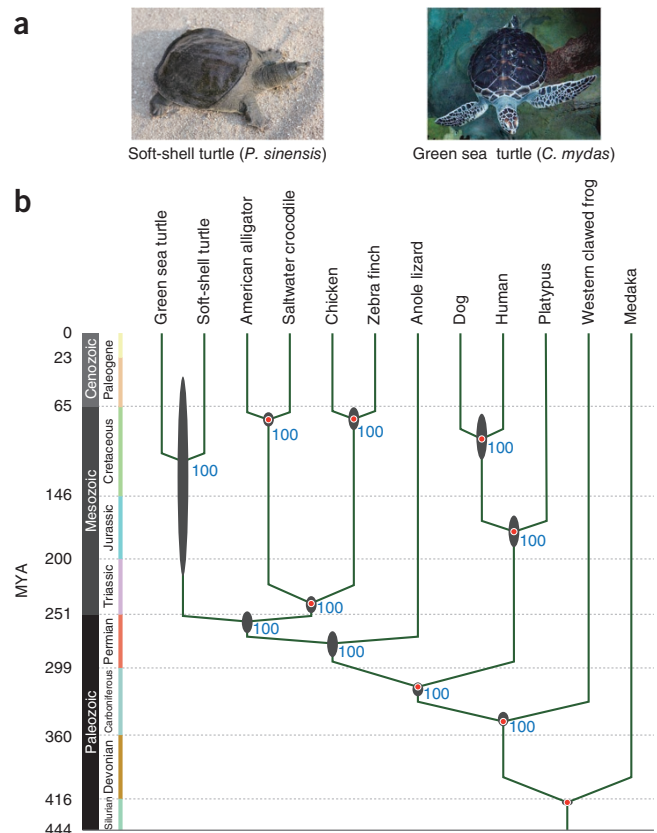 a
Soft-shell turtle (P. sinensis)
Green sea turtle (C. mydas)
b
Green sea turtle
Soft-shell turtle
American alligator
Saltwater crocodile
Chicken
Zebra finch
Anole lizard
Dog
Human
Platypus
Western clawed frog
Medaka
MYA
0
23
65
146
200
251
299
360
416
444
Cenozoic
Mesozoic
Paleozoic
Paleogene
Cretaceous
Jurassic
Triassic
Permian
Carboniferous
Devonian
Silurian
100
100
100
100
100
100
100
100
100
100